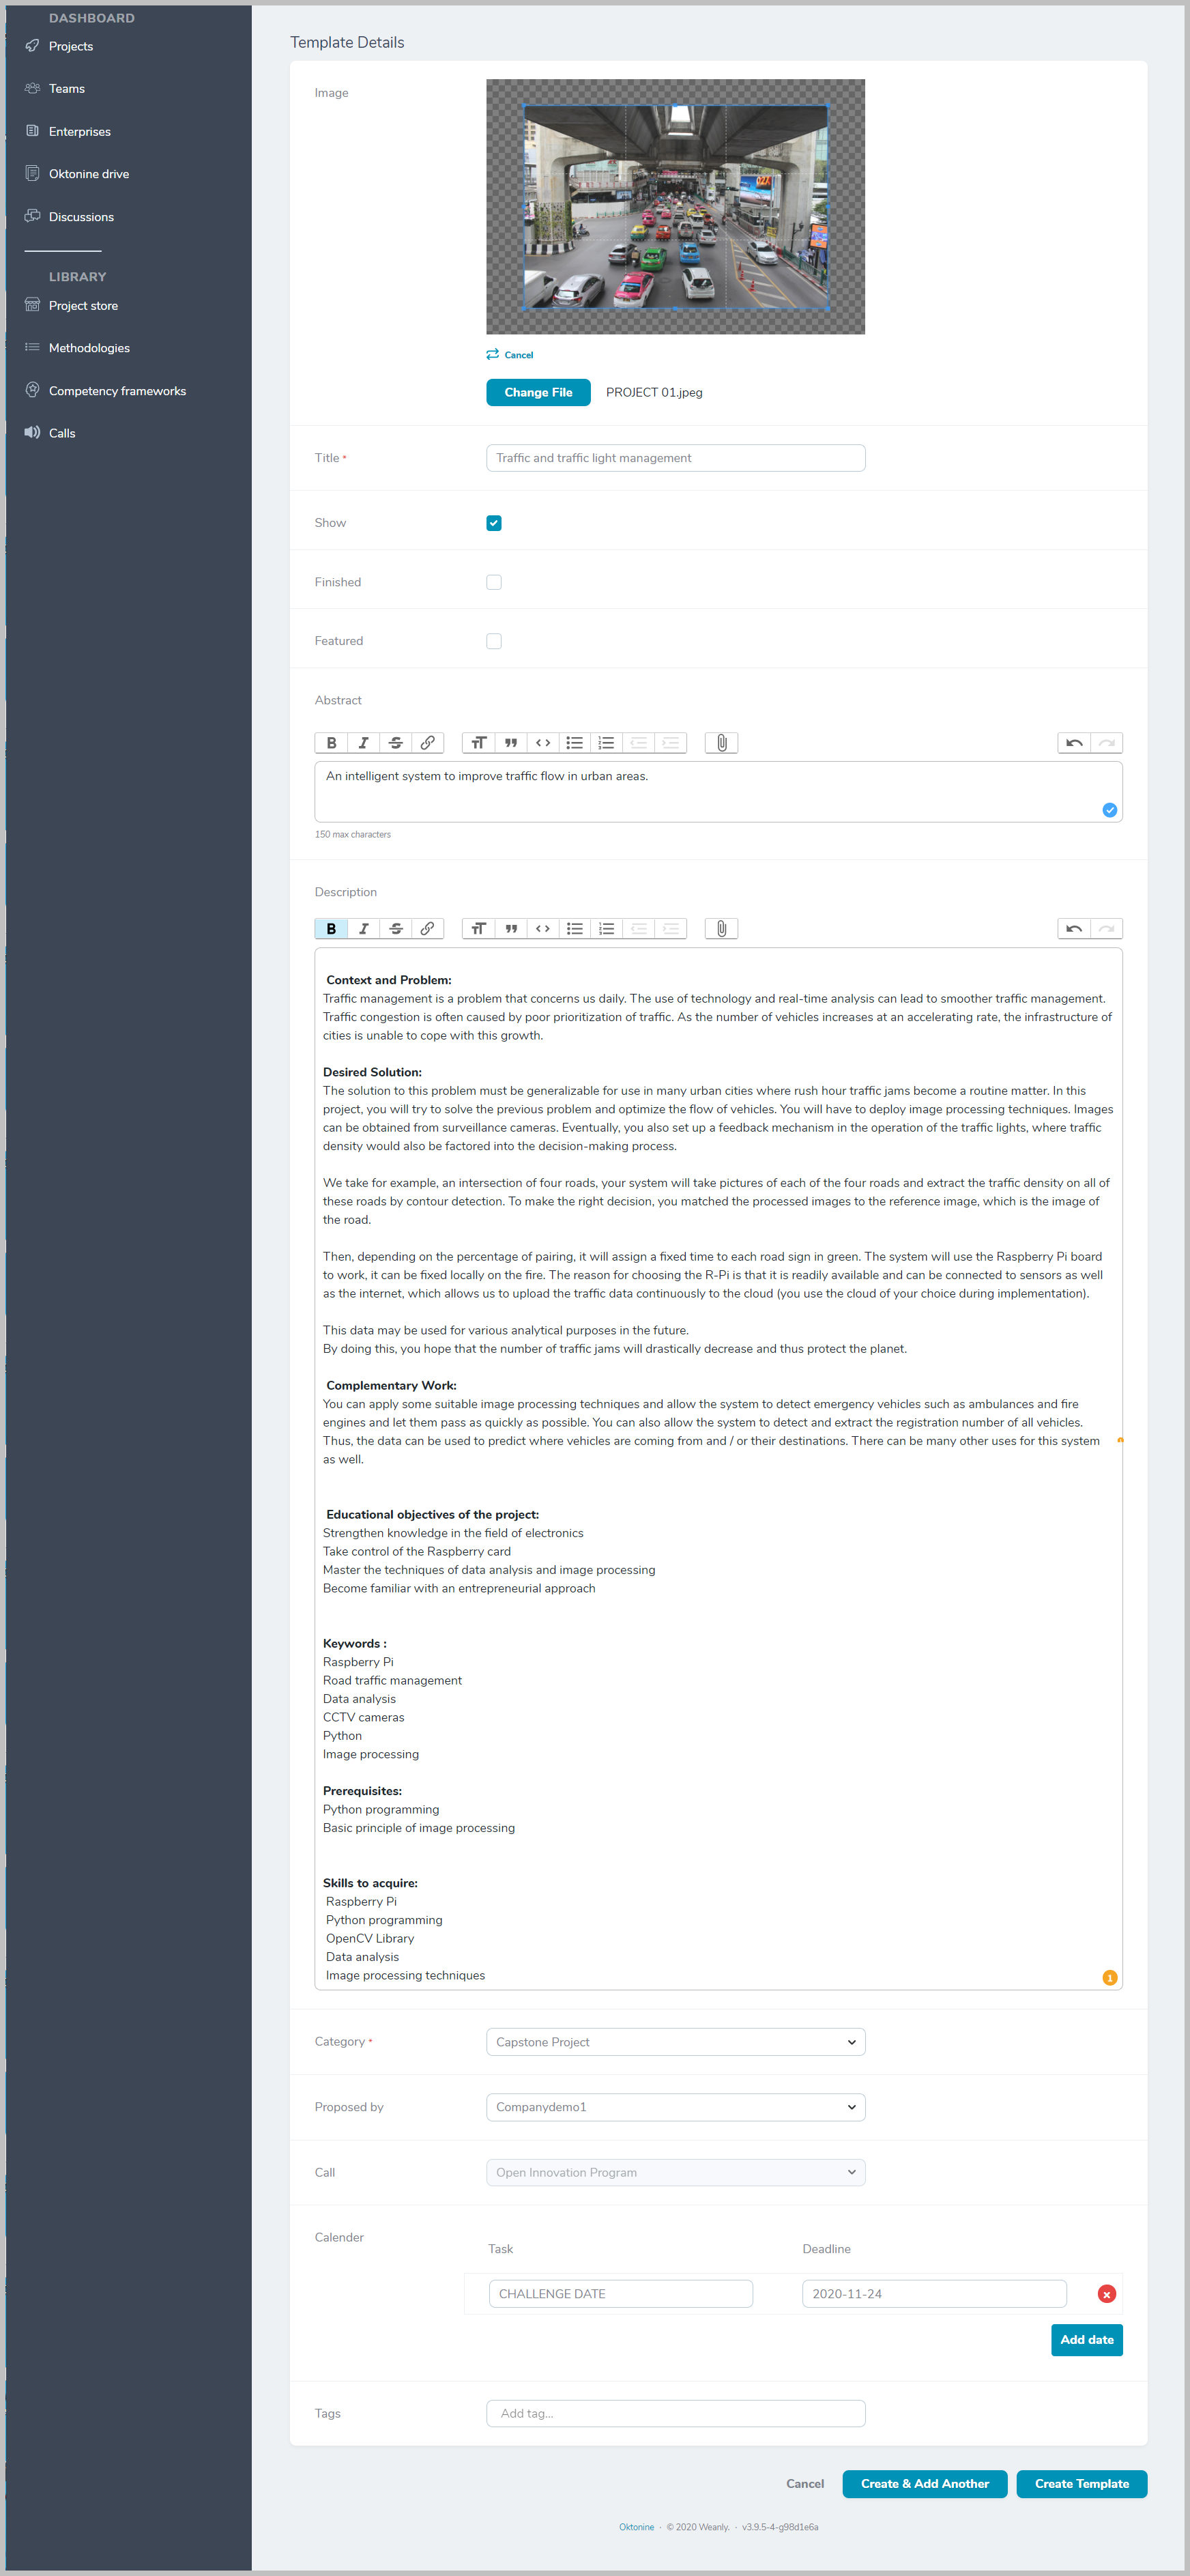 DASHBOARD
Projects
Teams
Enterprises
Oktonine drive
Discussions
LIBRARY
Project store
Methodologies
Competency frameworks
Calls
Template Details
Image
Cancel
Change File PROJECT 01.jpeg
Title * Traffic and traffic light management
Show
Finished
Featured
Abstract
An intelligent system to improve traffic flow in urban areas.
150 max characters
Description
Context and Problem:
Traffic management is a problem that concerns us daily. The use of technology and real-time analysis can lead to smoother traffic management.
Traffic congestion is often caused by poor prioritization of traffic. As the number of vehicles increases at an accelerating rate, the infrastructure of
cities is unable to cope with this growth.
Desired Solution:
The solution to this problem must be generalizable for use in many urban cities where rush hour traffic jams become a routine matter. In this
project, you will try to solve the previous problem and optimize the flow of vehicles. You will have to deploy image processing techniques. Images
can be obtained from surveillance cameras. Eventually, you also set up a feedback mechanism in the operation of the traffic lights, where traffic
density would also be factored into the decision-making process.
We take for example, an intersection of four roads, your system will take pictures of each of the four roads and extract the traffic density on all of
these roads by contour detection. To make the right decision, you matched the processed images to the reference image, which is the image of
the road.
Then, depending on the percentage of pairing, it will assign a fixed time to each road sign in green. The system will use the Raspberry Pi board
to work, it can be fixed locally on the fire. The reason for choosing the R-Pi is that it is readily available and can be connected to sensors as well
as the internet, which allows us to upload the traffic data continuously to the cloud (you use the cloud of your choice during implementation).
This data may be used for various analytical purposes in the future.
By doing this, you hope that the number of traffic jams will drastically decrease and thus protect the planet.
Complementary Work:
You can apply some suitable image processing techniques and allow the system to detect emergency vehicles such as ambulances and fire
engines and let them pass as quickly as possible. You can also allow the system to detect and extract the registration number of all vehicles.
Thus, the data can be used to predict where vehicles are coming from and / or their destinations. There can be many other uses for this system
as well.
Educational objectives of the project:
Strengthen knowledge in the field of electronics
Take control of the Raspberry card
Master the techniques of data analysis and image processing
Become familiar with an entrepreneurial approach
Keywords :
Raspberry Pi
Road traffic management
Data analysis
CCTV cameras
Python
Image processing
Prerequisites:
Python programming
Basic principle of image processing
Skills to acquire:
Raspberry Pi
Python programming
OpenCV Library
Data analysis
Image processing techniques
1
Category * Capstone Project
Proposed by Companydemo1
Call Open Innovation Program
Calender
Task Deadline
CHALLENGE DATE 2020-11-24
Add date
Tags Add tag...
Cancel Create & Add Another Create Template
Oktonine · © 2020 Weanly. · v3.9.5-4-g98d1e6a